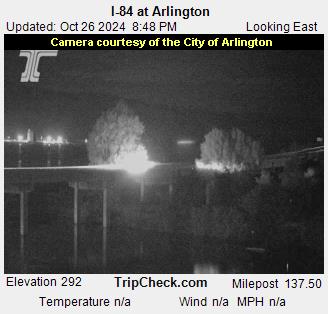 I-84 at Arlington
Updated: Oct 26 2024 8:48 PM Looking East
Camera courtesy of the City of Arlington
Elevation 292 TripCheck.com Milepost 137.50
Temperature n/a Wind n/a MPH n/a